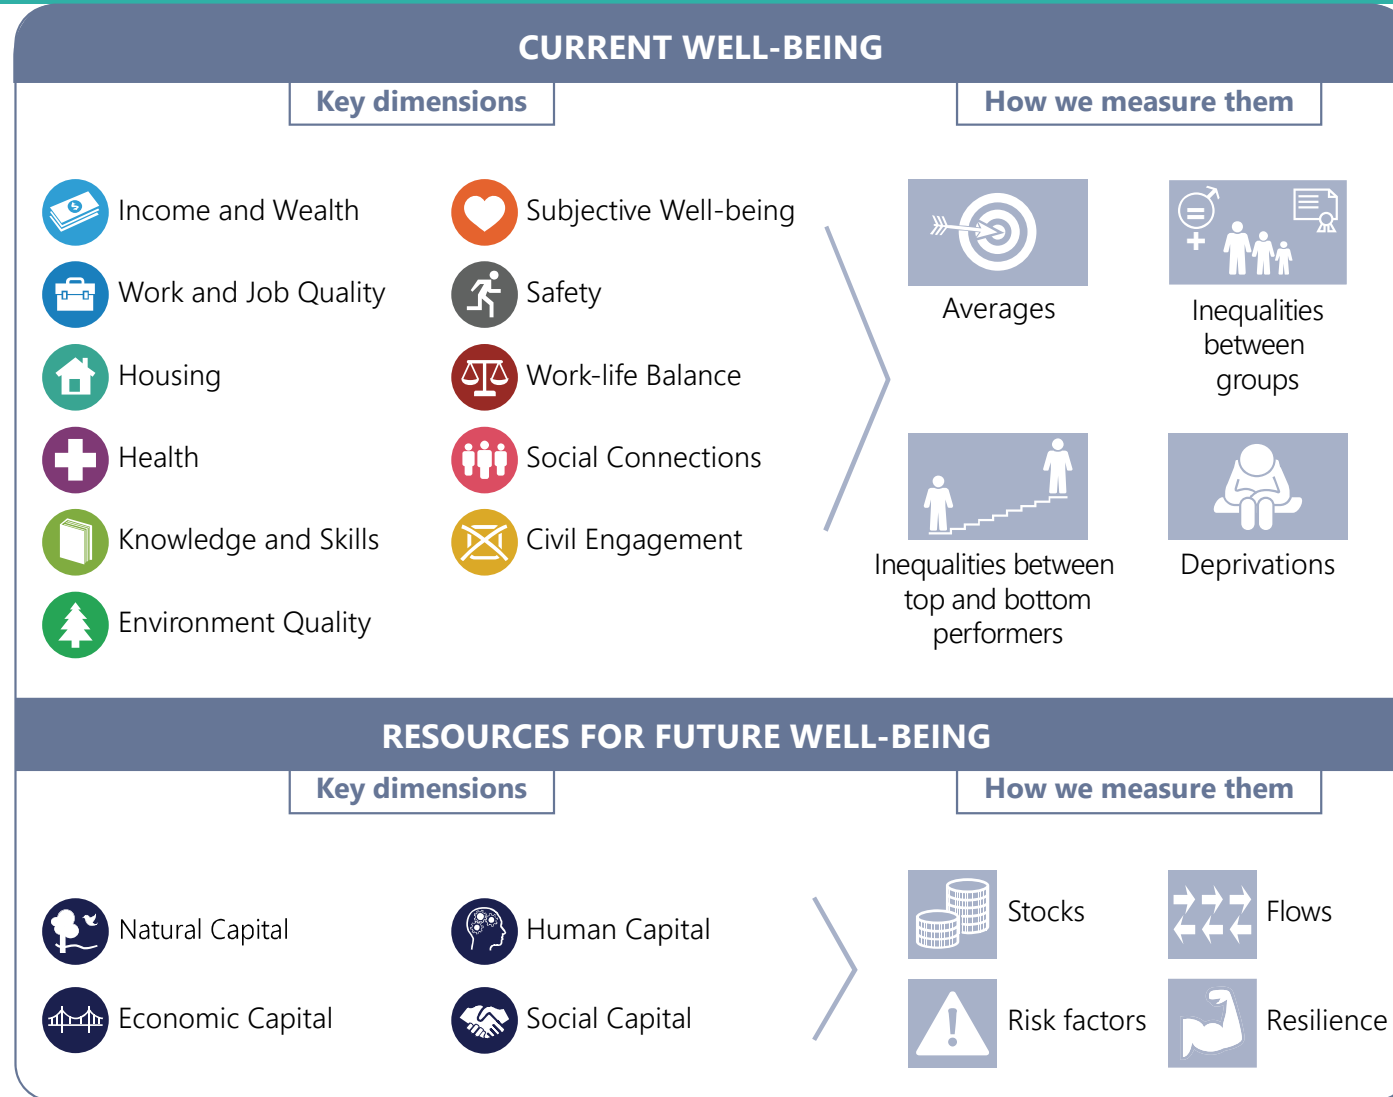 CURRENT WELL-BEING
Key dimensions
How we measure them
Income and Wealth
Subjective Well-being
Work and Job Quality
Safety
Housing
Work-life Balance
Health
Social Connections
Knowledge and Skills
Civil Engagement
Environment Quality
Averages
Inequalities
between
groups
Inequalities between
top and bottom
performers
Deprivations
RESOURCES FOR FUTURE WELL-BEING
Key dimensions
How we measure them
Natural Capital
Human Capital
Economic Capital
Social Capital
Stocks
Flows
Risk factors
Resilience